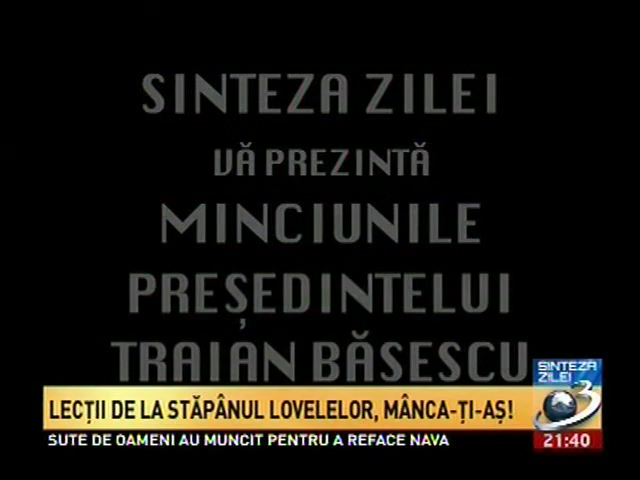 SINTEZA ZILEI
VĂ PREZINTĂ
MINCIUNILE
PREȘEDINTELUI
TRAIAN BĂSESCU
LECȚII DE LA STĂPÂNUL LOVELELOR, MÂNCA-ȚI-AȘ!
SUTE DE OAMENI AU MUNCIT PENTRU A REFACE NAVA
SINTEZA
ZILEI
3
21:40